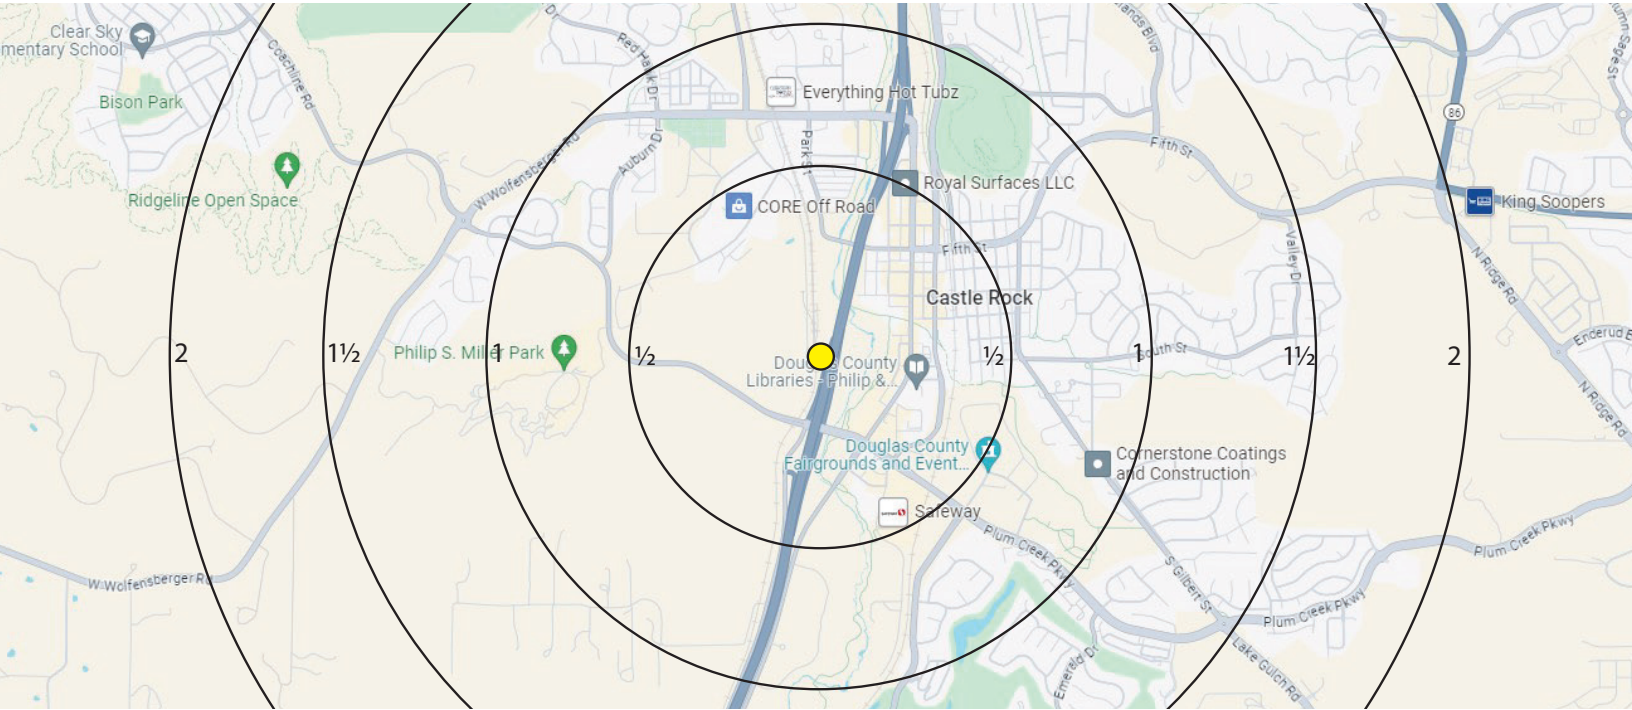 Clear Sky
mentary School
Bison Park
Ridgeline Open Space
Coachline Rd
W Wolfensberger Rd
Red Hawk Dr
Dr
Auburn Dr
Park St
Everything Hot Tubz
CORE Off Road
Royal Surfaces LLC
Fifth St
Fifth St
86
King Soopers
Valley Dr
N Ridge Rd
Castle Rock
2
1½
Philip S. Miller Park
1
½
Douglas County
Libraries - Philip &...
½
1
South St
1½
2
Enderud B
N Ridge Rd
Douglas County
Fairgrounds and Event...
Cornerstone Coatings
and Construction
Safeway
Plum Creek Pkwy
S Gilbert St
Plum Creek Pkwy
Plum Creek Pkwy
W Wolfensberger Rd
Emerald Dr
Lake Gulch Rd